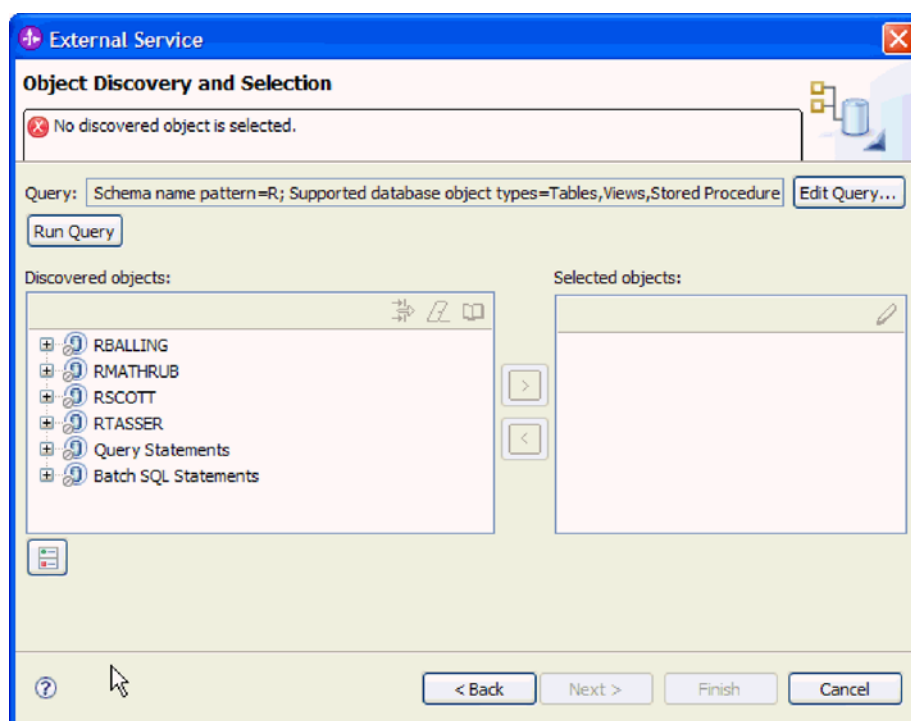 External Service
Object Discovery and Selection
No discovered object is selected.
Query: Schema name pattern=R; Supported database object types=Tables,Views,Stored Procedure Edit Query...
Run Query
Discovered objects: Selected objects:
RBALLING
RMATHRUB
RSCOTT
RTASSER
Query Statements
Batch SQL Statements
> 
<
? < Back Next > Finish Cancel